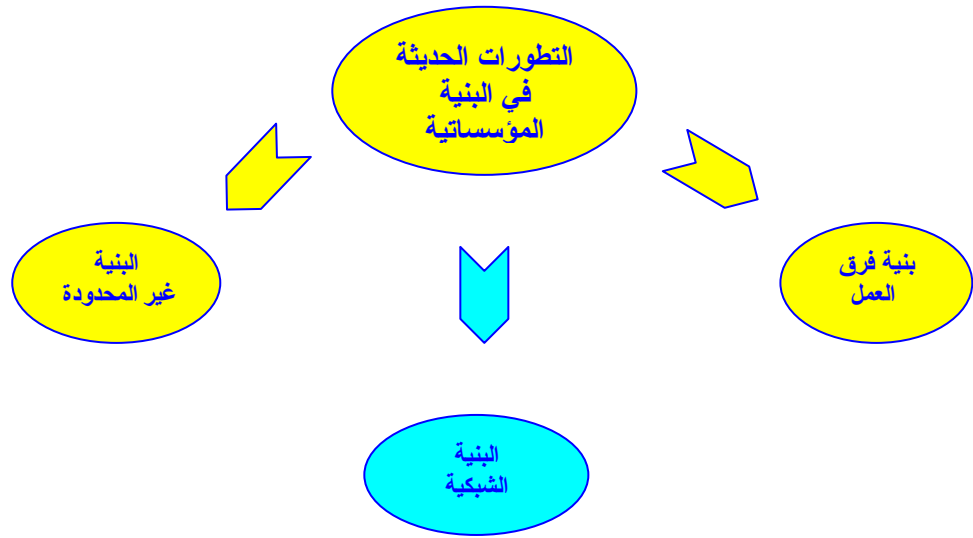 التطورات الحديثة
في البنية
المؤسساتية
بنية فرق
العمل
البنية
غير المحدودة
البنية
الشبكية